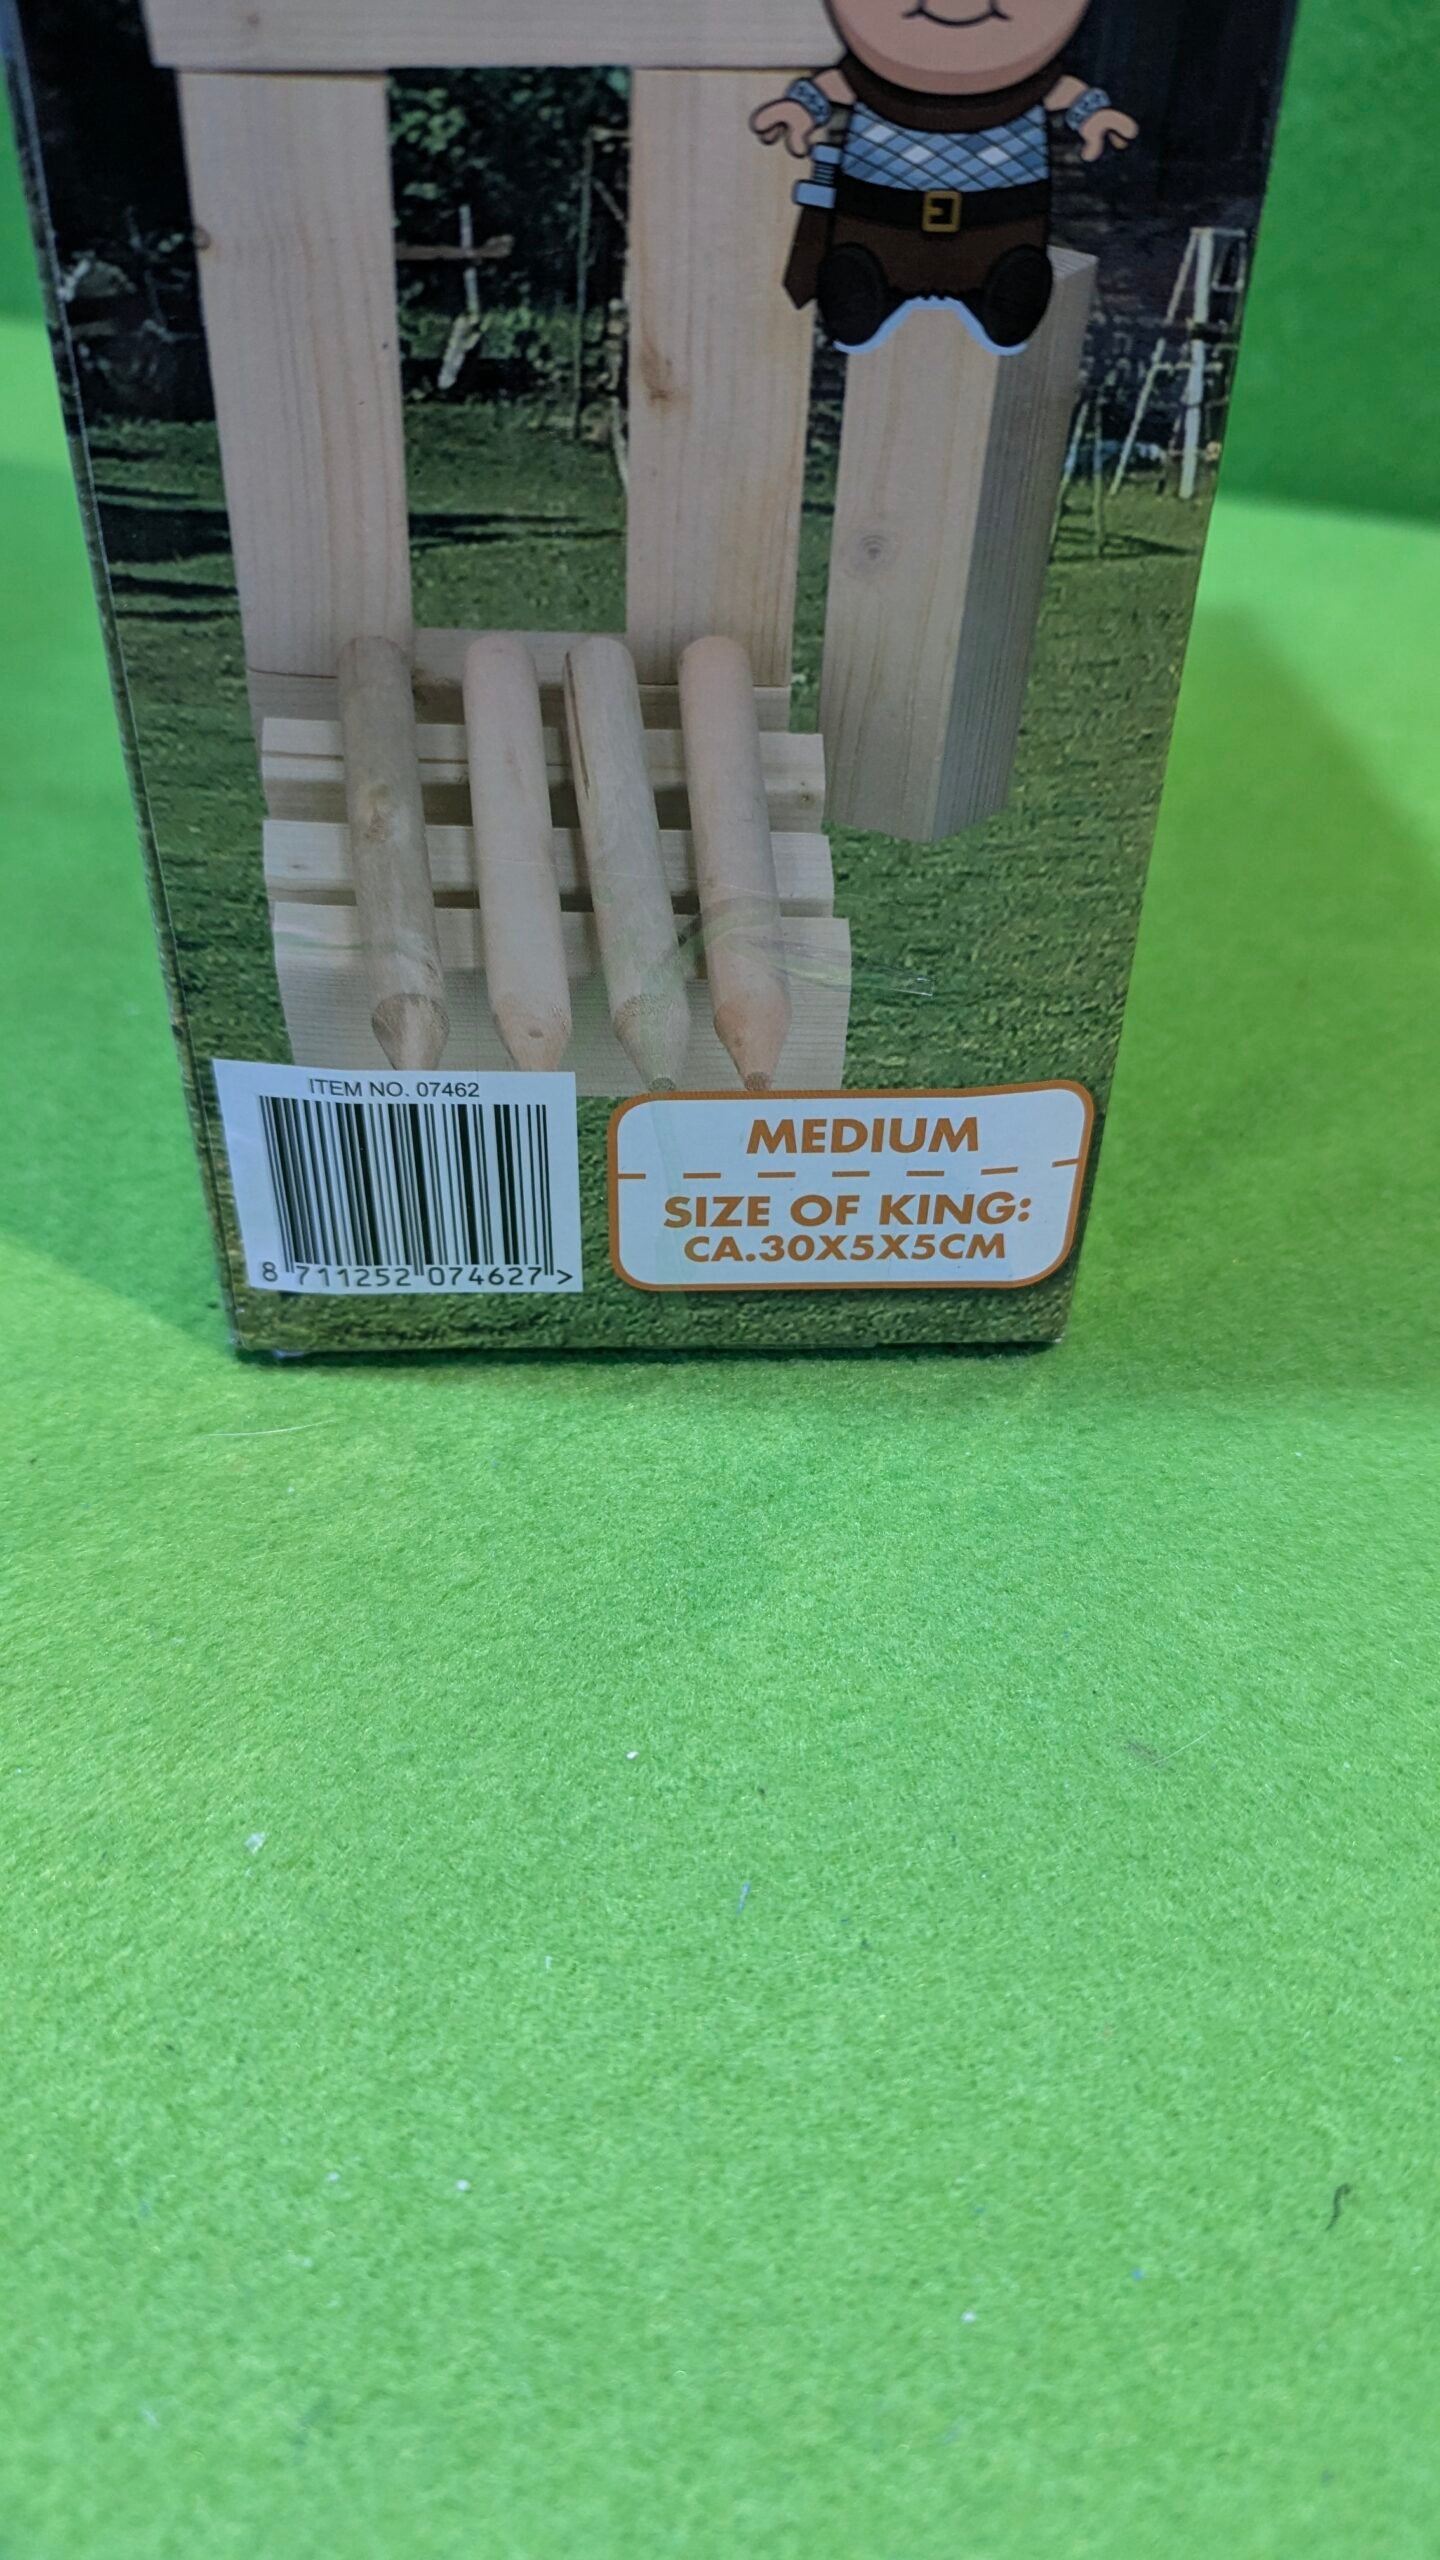 ITEM NO. 07462
8 711252 074627 >
MEDIUM
SIZE OF KING:
CA.30X5X5CM